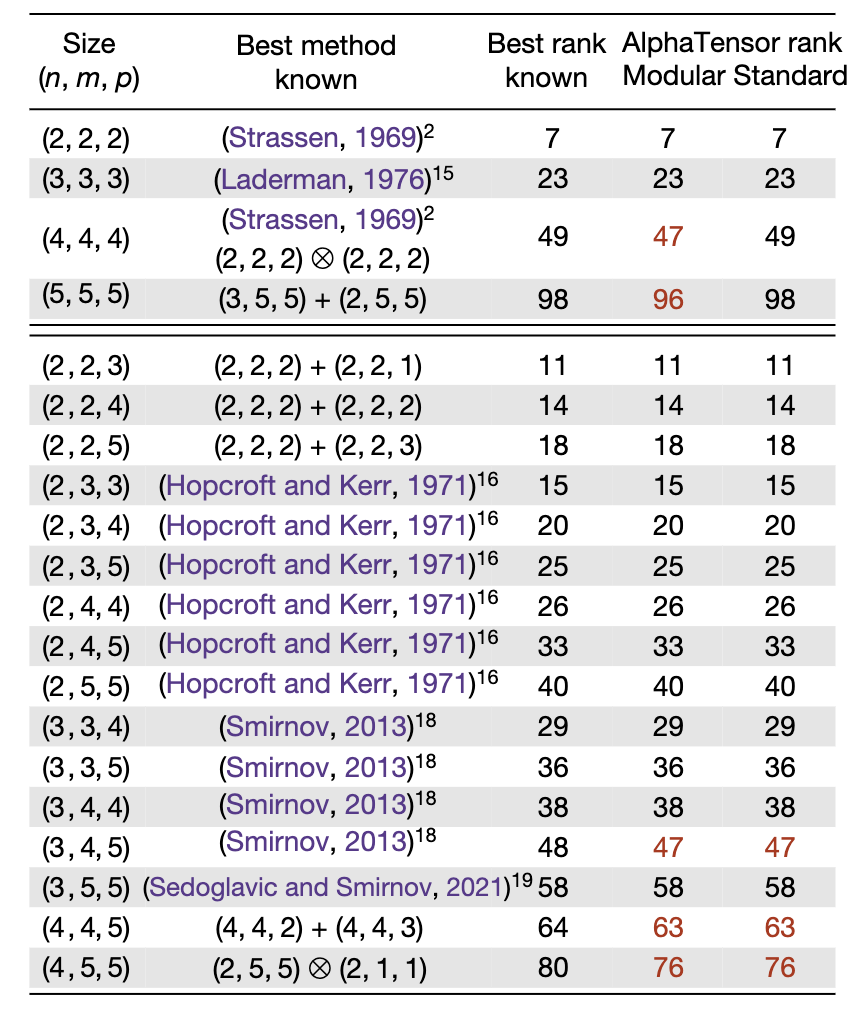 Size Best method Best rank AlphaTensor rank
(n, m, p) known known Modular Standard
(2, 2, 2) (Strassen, 1969)² 7 7 7
(3, 3, 3) (Laderman, 1976)¹⁵ 23 23 23
(4, 4, 4) (Strassen, 1969)² 49 47 49
(2, 2, 2) ⊗ (2, 2, 2)
(5, 5, 5) (3, 5, 5) + (2, 5, 5) 98 96 98
(2, 2, 3) (2, 2, 2) + (2, 2, 1) 11 11 11
(2, 2, 4) (2, 2, 2) + (2, 2, 2) 14 14 14
(2, 2, 5) (2, 2, 2) + (2, 2, 3) 18 18 18
(2, 3, 3) (Hopcroft and Kerr, 1971)¹⁶ 15 15 15
(2, 3, 4) (Hopcroft and Kerr, 1971)¹⁶ 20 20 20
(2, 3, 5) (Hopcroft and Kerr, 1971)¹⁶ 25 25 25
(2, 4, 4) (Hopcroft and Kerr, 1971)¹⁶ 26 26 26
(2, 4, 5) (Hopcroft and Kerr, 1971)¹⁶ 33 33 33
(2, 5, 5) (Hopcroft and Kerr, 1971)¹⁶ 40 40 40
(3, 3, 4) (Smirnov, 2013)¹⁸ 29 29 29
(3, 3, 5) (Smirnov, 2013)¹⁸ 36 36 36
(3, 4, 4) (Smirnov, 2013)¹⁸ 38 38 38
(3, 4, 5) (Smirnov, 2013)¹⁸ 48 47 47
(3, 5, 5) (Sedoglavic and Smirnov, 2021)¹⁹ 58 58 58
(4, 4, 5) (4, 4, 2) + (4, 4, 3) 64 63 63
(4, 5, 5) (2, 5, 5) ⊗ (2, 1, 1) 80 76 76